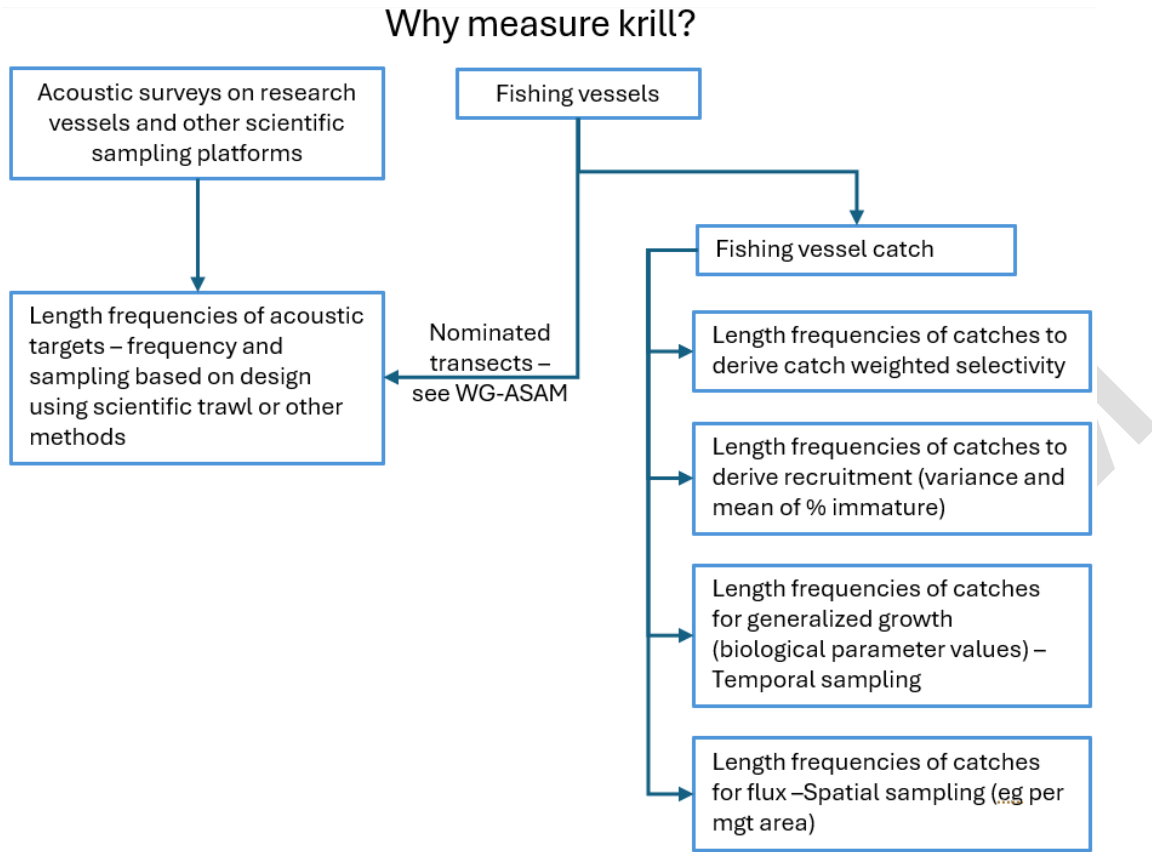 Why measure krill?
Acoustic surveys on research
vessels and other scientific
sampling platforms
Fishing vessels
Fishing vessel catch
Length frequencies of acoustic
targets – frequency and
sampling based on design
using scientific trawl or other
methods
Nominated
transects –
see WG-ASAM
Length frequencies of catches to
derive catch weighted selectivity
Length frequencies of catches to
derive recruitment (variance and
mean of % immature)
Length frequencies of catches
for generalized growth
(biological parameter values) –
Temporal sampling
Length frequencies of catches
for flux –Spatial sampling (eg per
mgt area)